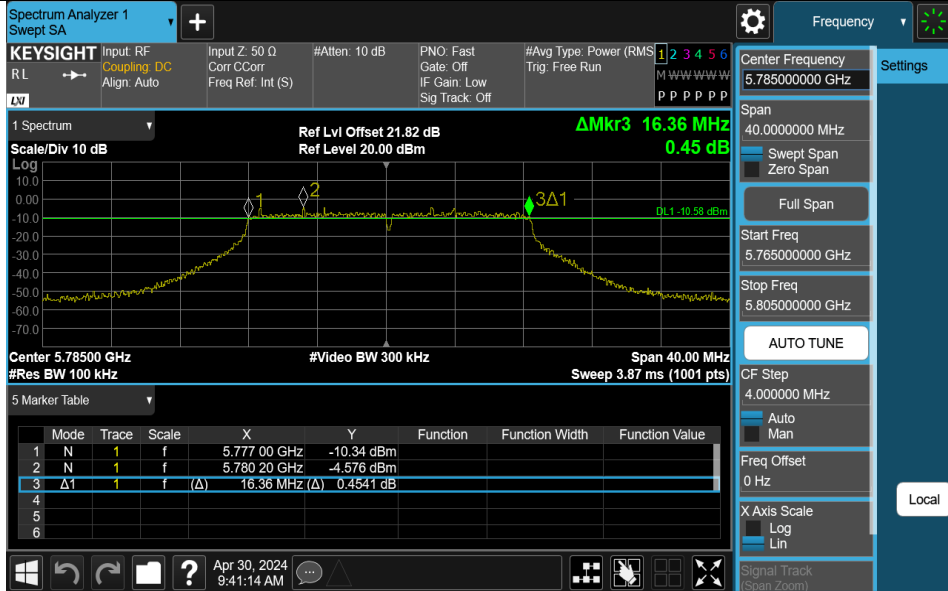 Spectrum Analyzer 1
Swept SA
+
Frequency
KEYSIGHT
R L
LXI
Input: RF
Coupling: DC
Align: Auto
Input Z: 50 Ω
Corr CCorr
Freq Ref: Int (S)
#Atten: 10 dB
PNO: Fast
Gate: Off
IF Gain: Low
Sig Track: Off
#Avg Type: Power (RMS
Trig: Free Run
1 2 3 4 5 6
M W W W W W
P P P P P P
1 Spectrum
Scale/Div 10 dB
Ref Lvl Offset 21.82 dB
Ref Level 20.00 dBm
ΔMkr3 16.36 MHz
0.45 dB
Log
10.0
0.00
-10.0
-20.0
-30.0
-40.0
-50.0
-60.0
-70.0
1
2
3Δ1
DL1 -10.58 dBm
Center 5.78500 GHz
#Res BW 100 kHz
#Video BW 300 kHz
Span 40.00 MHz
Sweep 3.87 ms (1001 pts)
5 Marker Table
Mode Trace Scale X Y Function Function Width Function Value
1 N 1 f 5.777 00 GHz -10.34 dBm
2 N 1 f 5.780 20 GHz -4.576 dBm
3 Δ1 1 f (Δ) 16.36 MHz (Δ) 0.4541 dB
4
5
6
?
Apr 30, 2024
9:41:14 AM
Center Frequency
5.785000000 GHz
Span
40.0000000 MHz
Swept Span
Zero Span
Full Span
Start Freq
5.765000000 GHz
Stop Freq
5.805000000 GHz
AUTO TUNE
CF Step
4.000000 MHz
Auto
Man
Freq Offset
0 Hz
X Axis Scale
Log
Lin
Signal Track
(Span Zoom)
Settings
Local